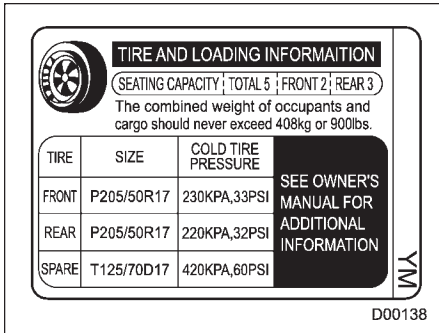 TIRE AND LOADING INFORMAITION
SEATING CAPACITY TOTAL 5 FRONT 2 REAR 3
The combined weight of occupants and
cargo should never exceed 408kg or 900lbs.
TIRE SIZE COLD TIRE PRESSURE
FRONT P205/50R17 230KPA,33PSI
REAR P205/50R17 220KPA,32PSI
SPARE T125/70D17 420KPA,60PSI
SEE OWNER'S
MANUAL FOR
ADDITIONAL
INFORMATION
YM
D00138